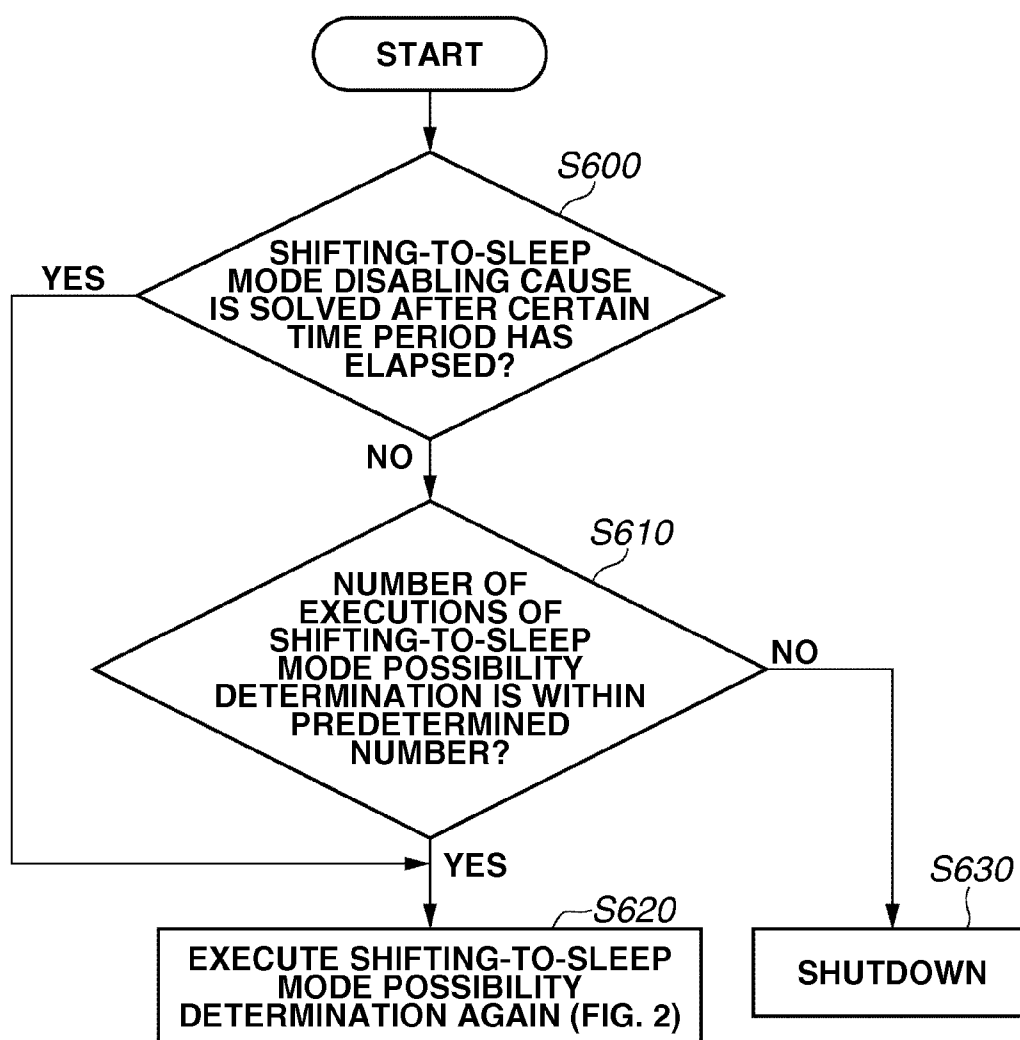 START
S600
SHIFTING-TO-SLEEP
MODE DISABLING CAUSE
IS SOLVED AFTER CERTAIN
TIME PERIOD HAS
ELAPSED?
YES
NO
S610
NUMBER OF
EXECUTIONS OF
SHIFTING-TO-SLEEP
MODE POSSIBILITY
DETERMINATION IS WITHIN
PREDETERMINED
NUMBER?
NO
YES
S620
EXECUTE SHIFTING-TO-SLEEP
MODE POSSIBILITY
DETERMINATION AGAIN (FIG. 2)
S630
SHUTDOWN